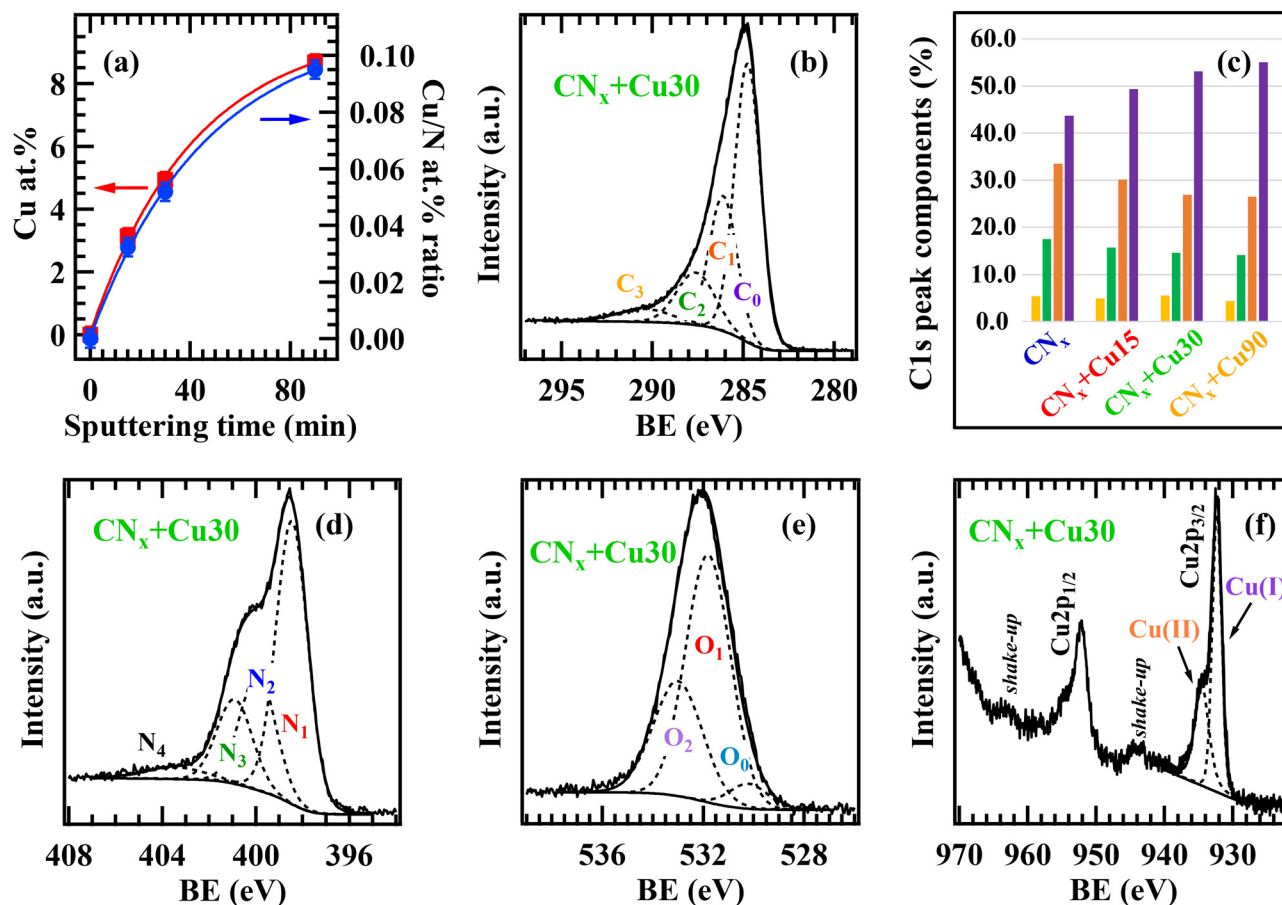 (a)
Cu at.%
8
6
4
2
0
0.10
0.08
0.06
0.04
0.02
0.00
Cu/N at.% ratio
0 40 80
Sputtering time (min)
(b)
CNx+Cu30
Intensity (a.u.)
C3
C2
C1
C0
295 290 285 280
BE (eV)
(c)
C1s peak components (%)
60.0
50.0
40.0
30.0
20.0
10.0
0.0
CNx
CNx+Cu15
CNx+Cu30
CNx+Cu90
(d)
CNx+Cu30
Intensity (a.u.)
N4
N3
N2
N1
408 404 400 396
BE (eV)
(e)
CNx+Cu30
Intensity (a.u.)
O2
O1
O0
536 532 528
BE (eV)
(f)
CNx+Cu30
Intensity (a.u.)
shake-up
Cu2p1/2
shake-up
Cu2p3/2
Cu(II)
Cu(I)
970 960 950 940 930
BE (eV)